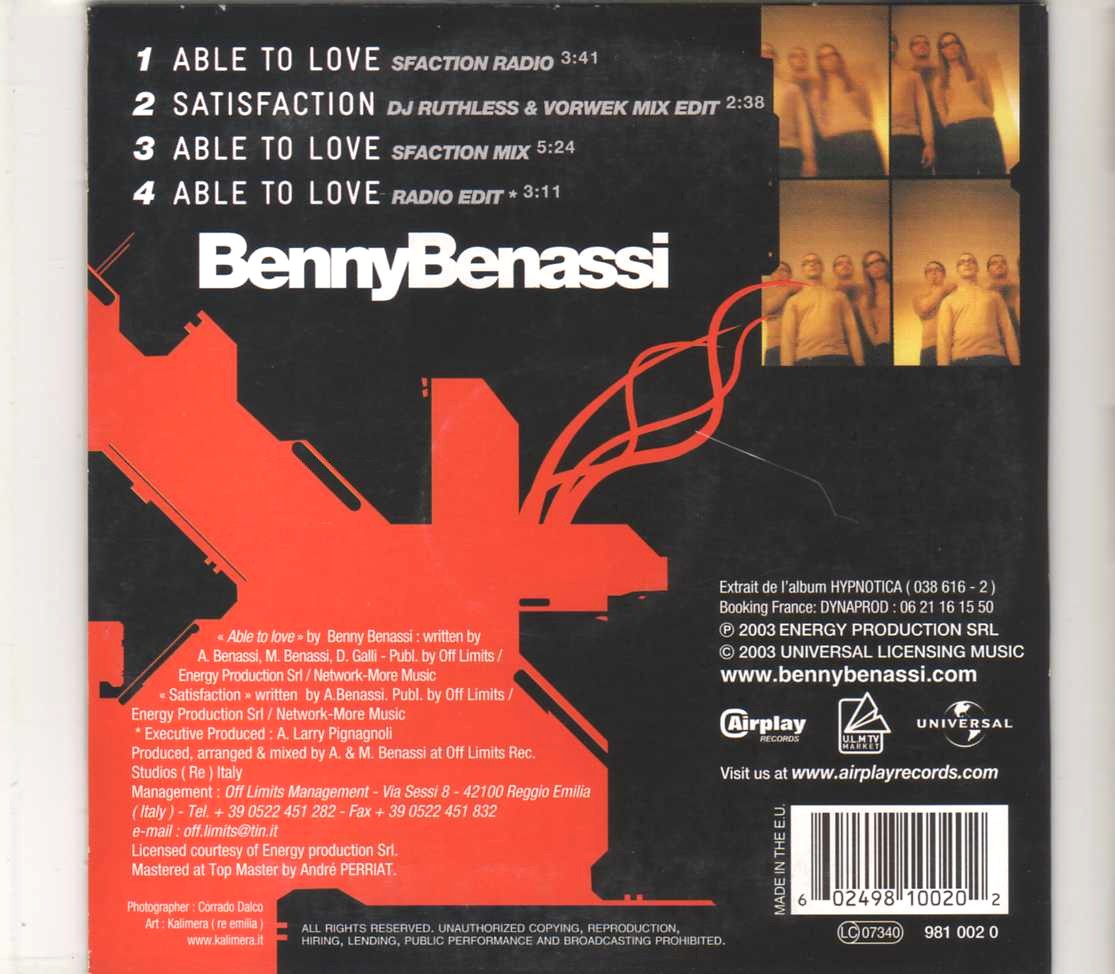 1 ABLE TO LOVE SFACTION RADIO 3:41
2 SATISFACTION DJ RUTHLESS & VORWEK MIX EDIT 2:38
3 ABLE TO LOVE SFACTION MIX 5:24
4 ABLE TO LOVE RADIO EDIT * 3:11
BennyBenassi
« Able to love » by Benny Benassi : written by
A. Benassi, M. Benassi, D. Galli - Publ. by Off Limits /
Energy Production Srl / Network-More Music
« Satisfaction » written by A.Benassi. Publ. by Off Limits /
Energy Production Srl / Network-More Music
* Executive Produced : A. Larry Pignagnoli
Produced, arranged & mixed by A. & M. Benassi at Off Limits Rec.
Studios ( Re ) Italy
Management : Off Limits Management - Via Sessi 8 - 42100 Reggio Emilia
( Italy ) - Tel. + 39 0522 451 282 - Fax + 39 0522 451 832
e-mail : off.limits@tin.it
Licensed courtesy of Energy production Srl.
Mastered at Top Master by André PERRIAT.
Photographer : Córrado Dalco
Art : Kalimera ( re emilia )
www.kalimera.it
ALL RIGHTS RESERVED. UNAUTHORIZED COPYING, REPRODUCTION,
HIRING, LENDING, PUBLIC PERFORMANCE AND BROADCASTING PROHIBITED.
Extrait de l'album HYPNOTICA ( 038 616 - 2 )
Booking France: DYNAPROD : 06 21 16 15 50
℗ 2003 ENERGY PRODUCTION SRL
© 2003 UNIVERSAL LICENSING MUSIC
www.bennybenassi.com
Airplay
RECORDS
U.L.M TV
MARKET
UNIVERSAL
Visit us at www.airplayrecords.com
MADE IN THE E.U.
6 02498 10020 2
LC 07340
981 002 0